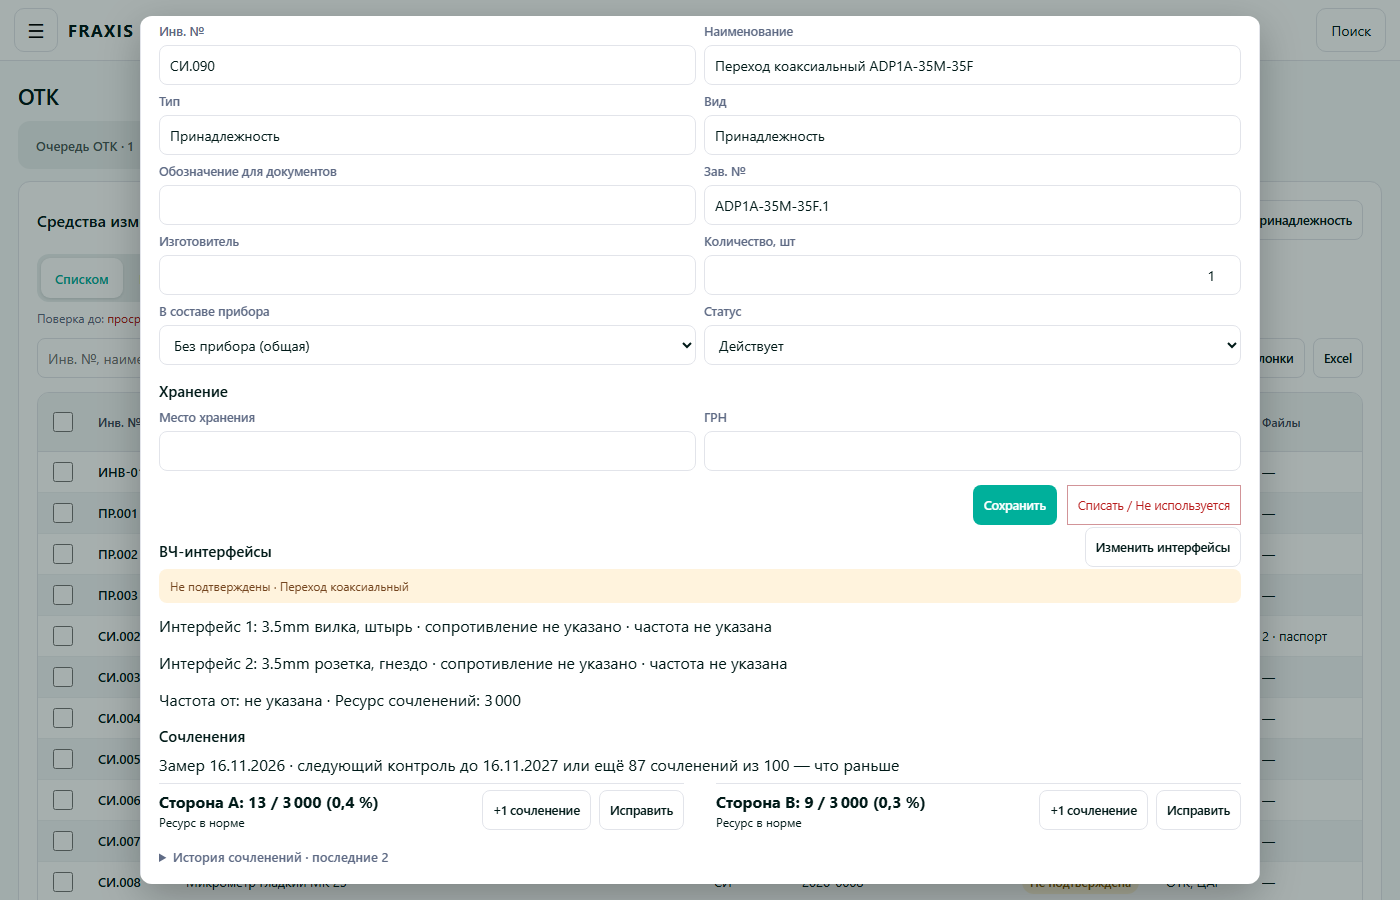 ☰ FRAXIS
Поиск
ОТК
Очередь ОТК · 1
Средства изм
ринадлежность
Списком
Поверка до: проср
Инв. №, наиме
лонки
Excel
Инв. №
Файлы
ИНВ-0
—
ПР.001
—
ПР.002
—
ПР.003
—
СИ.002
2 · паспорт
СИ.003
—
СИ.004
—
СИ.005
—
СИ.006
—
СИ.007
—
СИ.008
—
Инв. №
Наименование
СИ.090
Переход коаксиальный ADP1A-35M-35F
Тип
Вид
Принадлежность
Принадлежность
Обозначение для документов
Зав. №
ADP1A-35M-35F.1
Изготовитель
Количество, шт
1
В составе прибора
Статус
Без прибора (общая)
Действует
Хранение
Место хранения
ГРН
Сохранить
Списать / Не используется
ВЧ-интерфейсы
Изменить интерфейсы
Не подтверждены · Переход коаксиальный
Интерфейс 1: 3.5mm вилка, штырь · сопротивление не указано · частота не указана
Интерфейс 2: 3.5mm розетка, гнездо · сопротивление не указано · частота не указана
Частота от: не указана · Ресурс сочленений: 3 000
Сочленения
Замер 16.11.2026 · следующий контроль до 16.11.2027 или ещё 87 сочленений из 100 — что раньше
Сторона A: 13 / 3 000 (0,4 %)
Ресурс в норме
+1 сочленение
Исправить
Сторона B: 9 / 3 000 (0,3 %)
Ресурс в норме
+1 сочленение
Исправить
История сочленений · последние 2